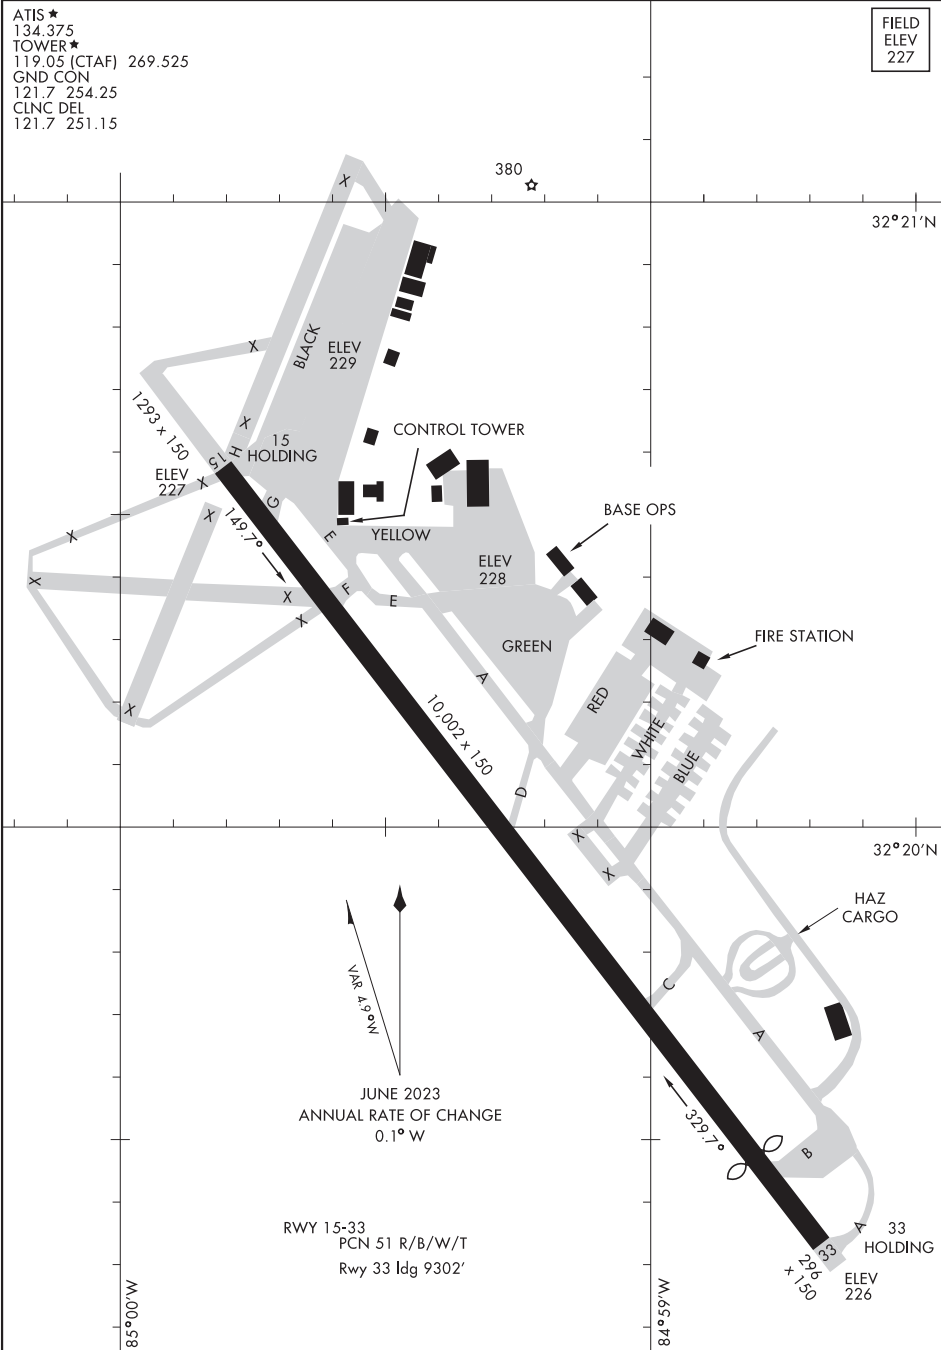 ATIS ★
134.375
TOWER ★
119.05 (CTAF) 269.525
GND CON
121.7 254.25
CLNC DEL
121.7 251.15
FIELD
ELEV
227
380
32°21'N
X
X
X
BLACK
ELEV
229
1293 x 150
X
H
15
15
HOLDING
CONTROL TOWER
ELEV
227
X
G
X
149.7°
E
YELLOW
BASE OPS
X
ELEV
228
X
X
F
E
X
GREEN
FIRE STATION
A
RED
X
10,002 x 150
WHITE
BLUE
D
X
32°20'N
X
HAZ
CARGO
VAR 4.9°W
C
A
JUNE 2023
ANNUAL RATE OF CHANGE
0.1° W
329.7°
B
RWY 15-33
PCN 51 R/B/W/T
Rwy 33 ldg 9302'
A
33
HOLDING
33
296
x 150
ELEV
226
85°00'W
84°59'W